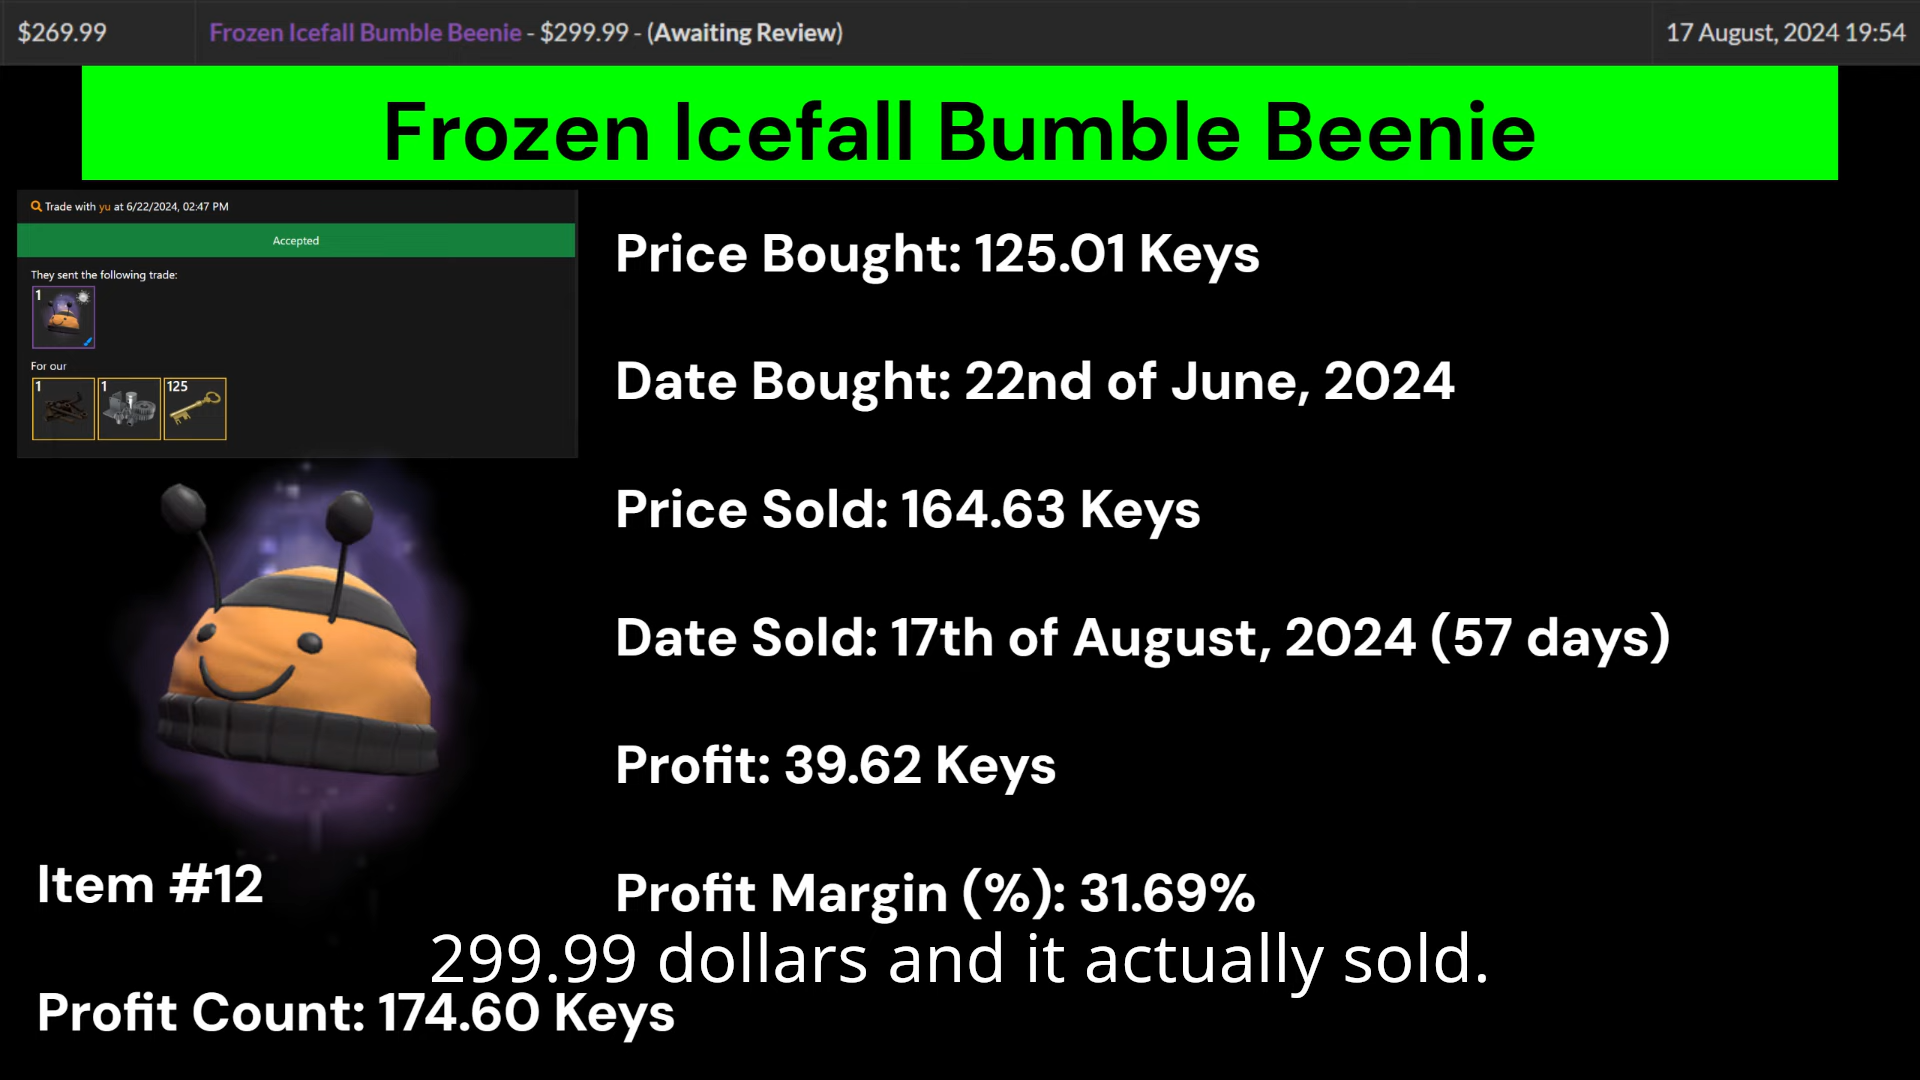 $269.99 Frozen Icefall Bumble Beenie - $299.99 - (Awaiting Review) 17 August, 2024 19:54
Frozen Icefall Bumble Beenie
Trade with yu at 6/22/2024, 02:47 PM
Accepted
They sent the following trade:
1
For our
1 1 125
Price Bought: 125.01 Keys
Date Bought: 22nd of June, 2024
Price Sold: 164.63 Keys
Date Sold: 17th of August, 2024 (57 days)
Profit: 39.62 Keys
Profit Margin (%): 31.69%
Item #12
299.99 dollars and it actually sold.
Profit Count: 174.60 Keys